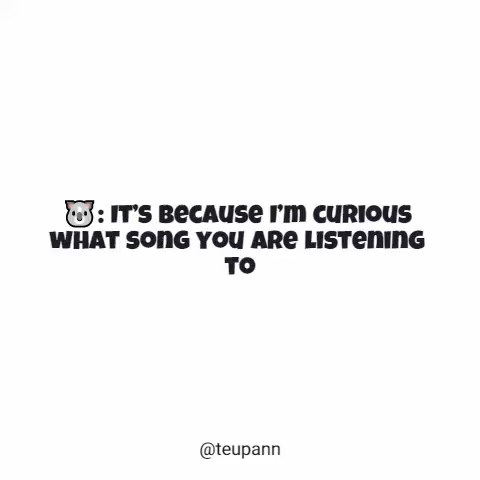 🐨: It's because I'm curious
what song you are listening
to
@teupann